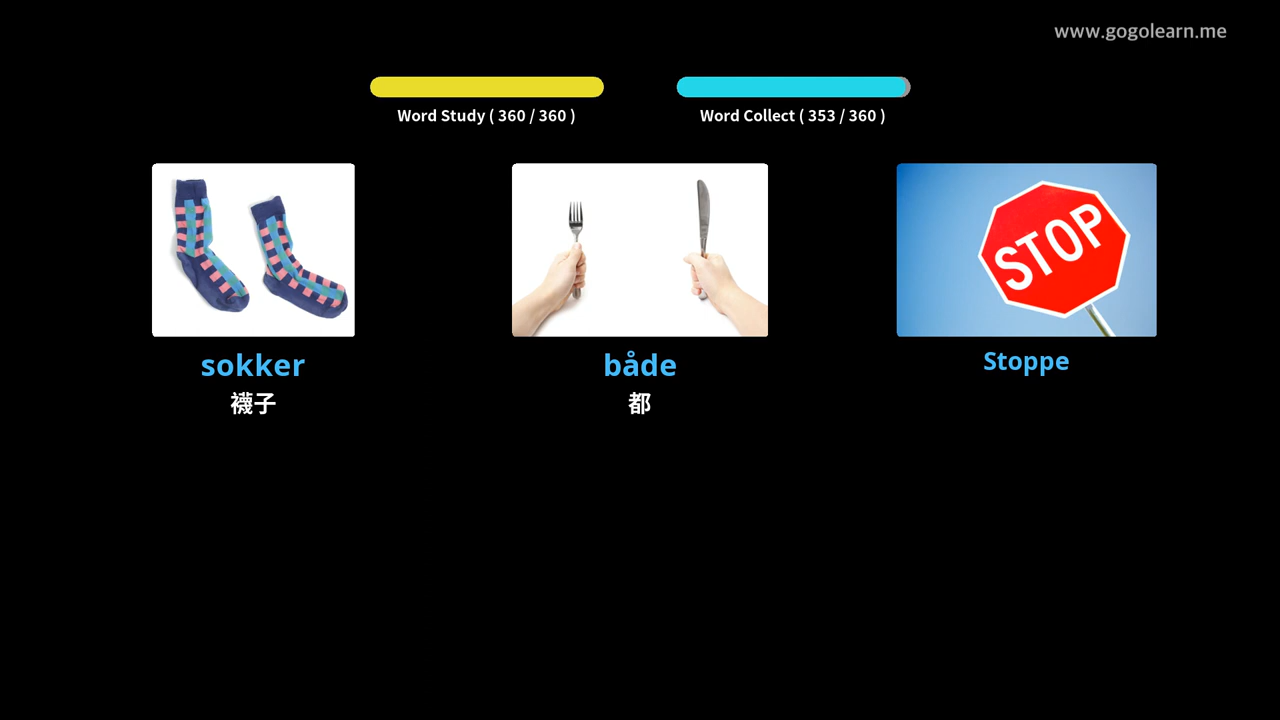 www.gogolearn.me
Word Study ( 360 / 360 )
Word Collect ( 353 / 360 )
STOP
sokker
både
Stoppe
襪子
都